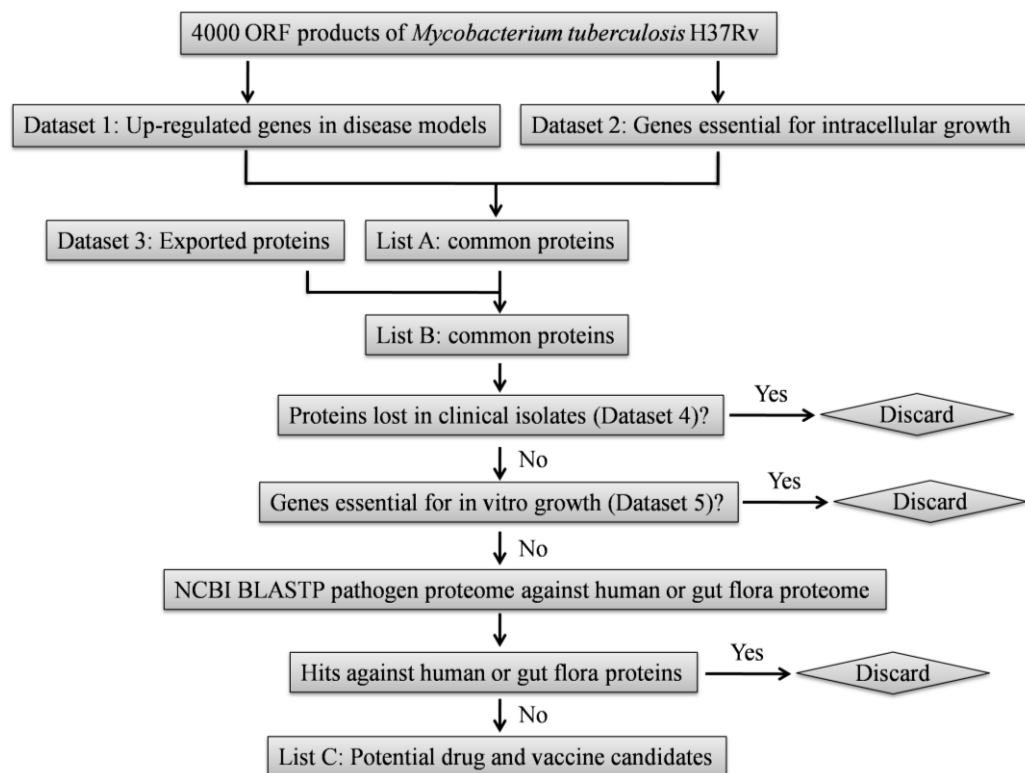 4000 ORF products of Mycobacterium tuberculosis H37Rv
Dataset 1: Up-regulated genes in disease models
Dataset 2: Genes essential for intracellular growth
Dataset 3: Exported proteins
List A: common proteins
List B: common proteins
Proteins lost in clinical isolates (Dataset 4)?
Yes
Discard
No
Genes essential for in vitro growth (Dataset 5)?
Yes
Discard
No
NCBI BLASTP pathogen proteome against human or gut flora proteome
Hits against human or gut flora proteins
Yes
Discard
No
List C: Potential drug and vaccine candidates